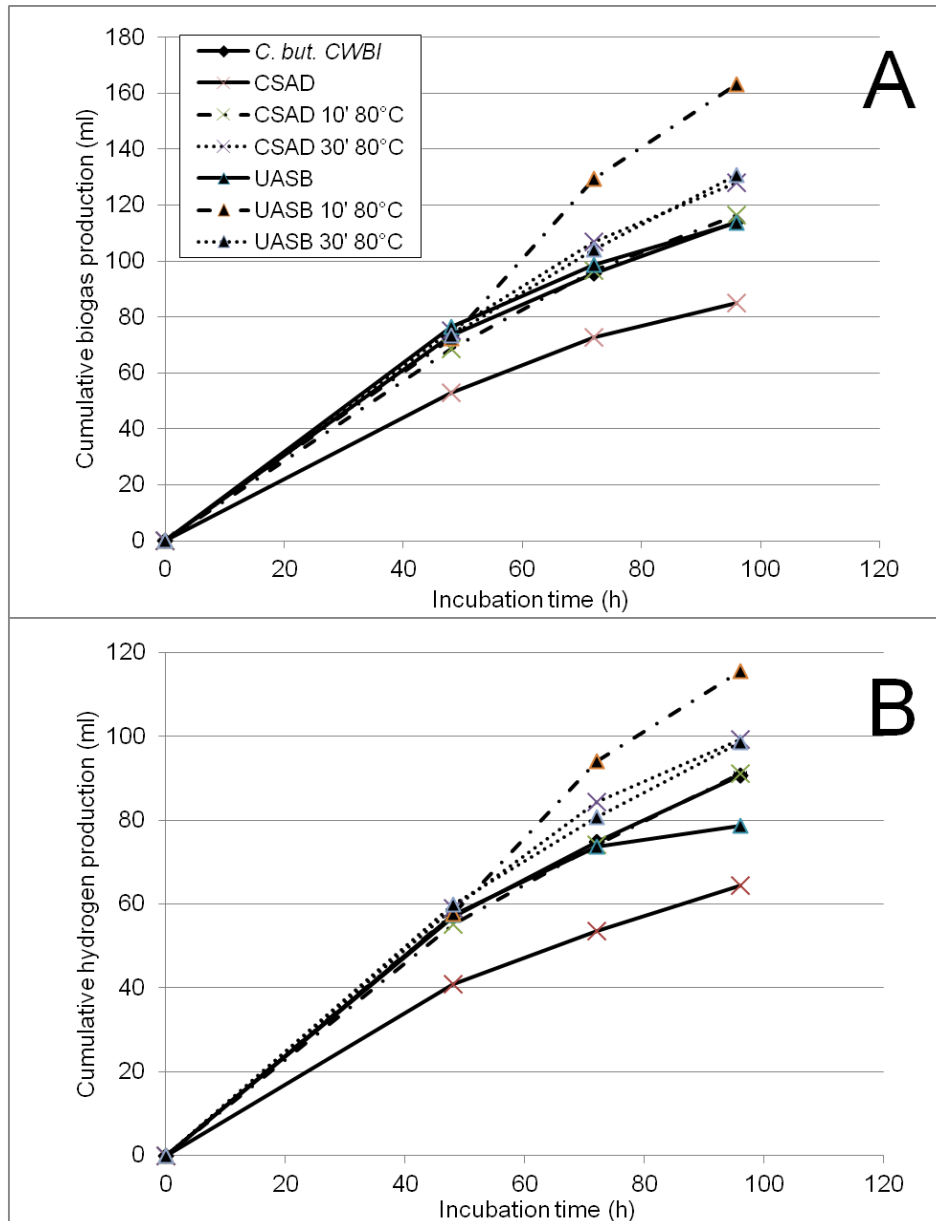 A
Cumulative biogas production (ml)
180
160
140
120
100
80
60
40
20
0
C. but. CWBI
CSAD
CSAD 10' 80°C
CSAD 30' 80°C
UASB
UASB 10' 80°C
UASB 30' 80°C
0 20 40 60 80 100 120
Incubation time (h)
B
Cumulative hydrogen production (ml)
120
100
80
60
40
20
0
0 20 40 60 80 100 120
Incubation time (h)